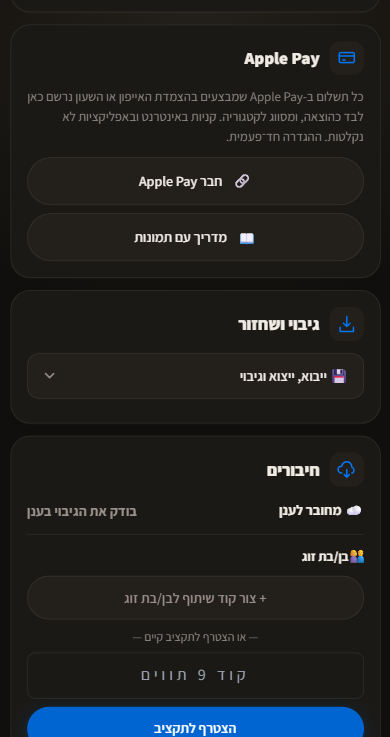 Apple Pay
כל תשלום ב-Apple Pay שמבצעים בהצמדת האייפון או השעון נרשם כאן
לבד כהוצאה, ומסווג לקטגוריה. קניות באינטרנט ובאפליקציות לא
נקלטות. ההגדרה חד־פעמית.
חבר Apple Pay
מדריך עם תמונות
גיבוי ושחזור
ייבוא, ייצוא וגיבוי
חיבורים
מחובר לענן
בודק את הגיבוי בענן
בן/בת זוג
+ צור קוד שיתוף לבן/בת זוג
— או הצטרף לתקציב קיים —
קוד 9 תווים
הצטרף לתקציב